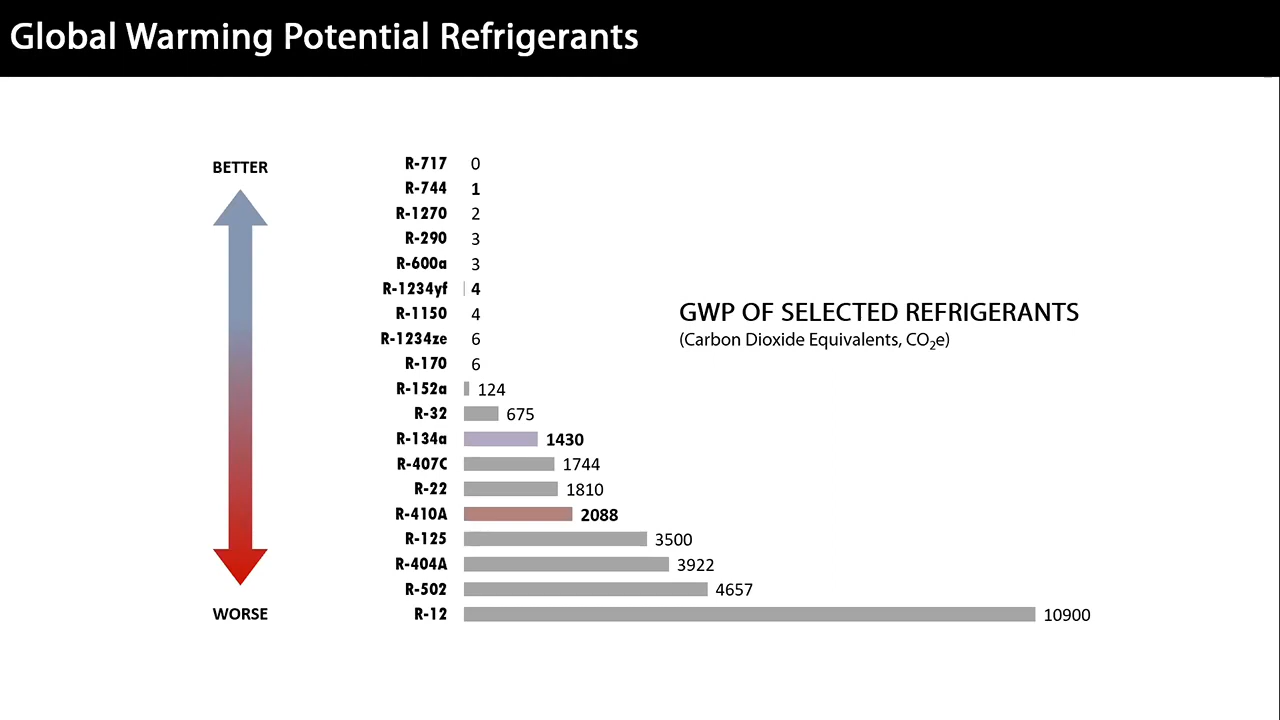 Global Warming Potential Refrigerants
BETTER
R-717 0
R-744 1
R-1270 2
R-290 3
R-600a 3
R-1234yf 4
R-1150 4
R-1234ze 6
R-170 6
R-152a 124
R-32 675
R-134a 1430
R-407C 1744
R-22 1810
R-410A 2088
R-125 3500
R-404A 3922
R-502 4657
R-12 10900
WORSE
GWP OF SELECTED REFRIGERANTS
(Carbon Dioxide Equivalents, CO₂e)